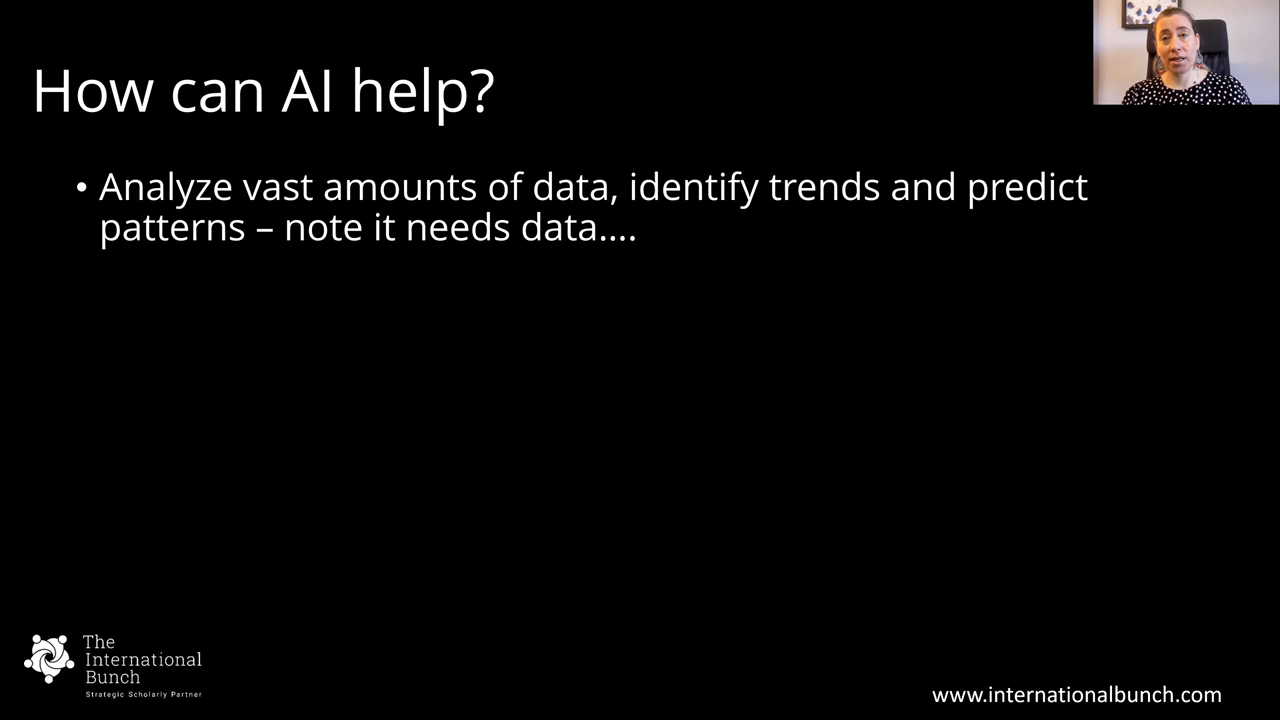 How can AI help?
• Analyze vast amounts of data, identify trends and predict
patterns – note it needs data....
The
International
Bunch
Strategic Scholarly Partner
www.internationalbunch.com